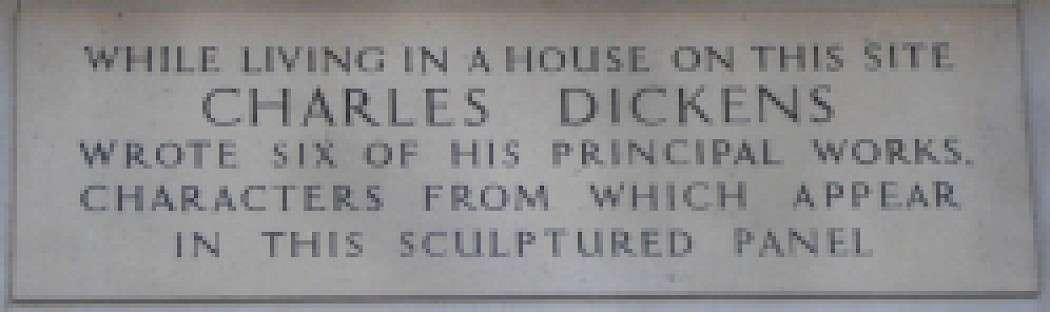 WHILE LIVING IN A HOUSE ON THIS SITE
CHARLES DICKENS
WROTE SIX OF HIS PRINCIPAL WORKS,
CHARACTERS FROM WHICH APPEAR
IN THIS SCULPTURED PANEL